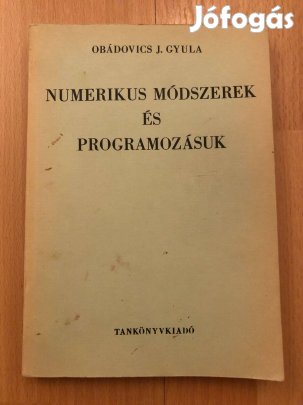 Jófogás
OBÁDOVICS J. GYULA
NUMERIKUS MÓDSZEREK
ÉS
PROGRAMOZÁSUK
TANKÖNYVKIADÓ